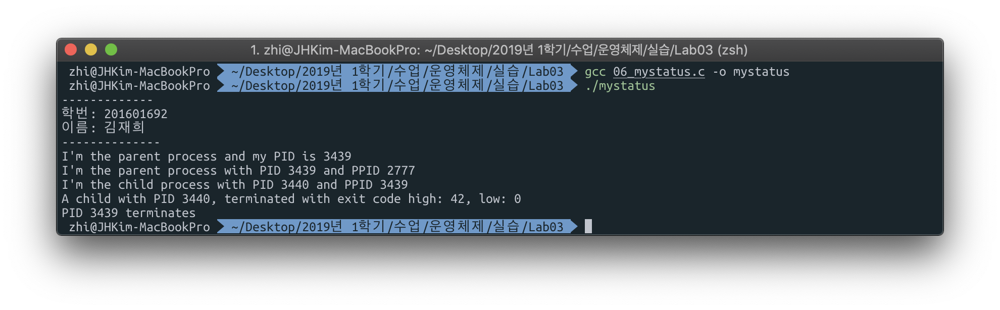 1. zhi@JHKim-MacBookPro: ~/Desktop/2019년 1학기/수업/운영체제/실습/Lab03 (zsh)
zhi@JHKim-MacBookPro ~/Desktop/2019년 1학기/수업/운영체제/실습/Lab03 gcc 06_mystatus.c -o mystatus
zhi@JHKim-MacBookPro ~/Desktop/2019년 1학기/수업/운영체제/실습/Lab03 ./mystatus
-------------
학번: 201601692
이름: 김재희
--------------
I'm the parent process and my PID is 3439
I'm the parent process with PID 3439 and PPID 2777
I'm the child process with PID 3440 and PPID 3439
A child with PID 3440, terminated with exit code high: 42, low: 0
PID 3439 terminates
zhi@JHKim-MacBookPro ~/Desktop/2019년 1학기/수업/운영체제/실습/Lab03